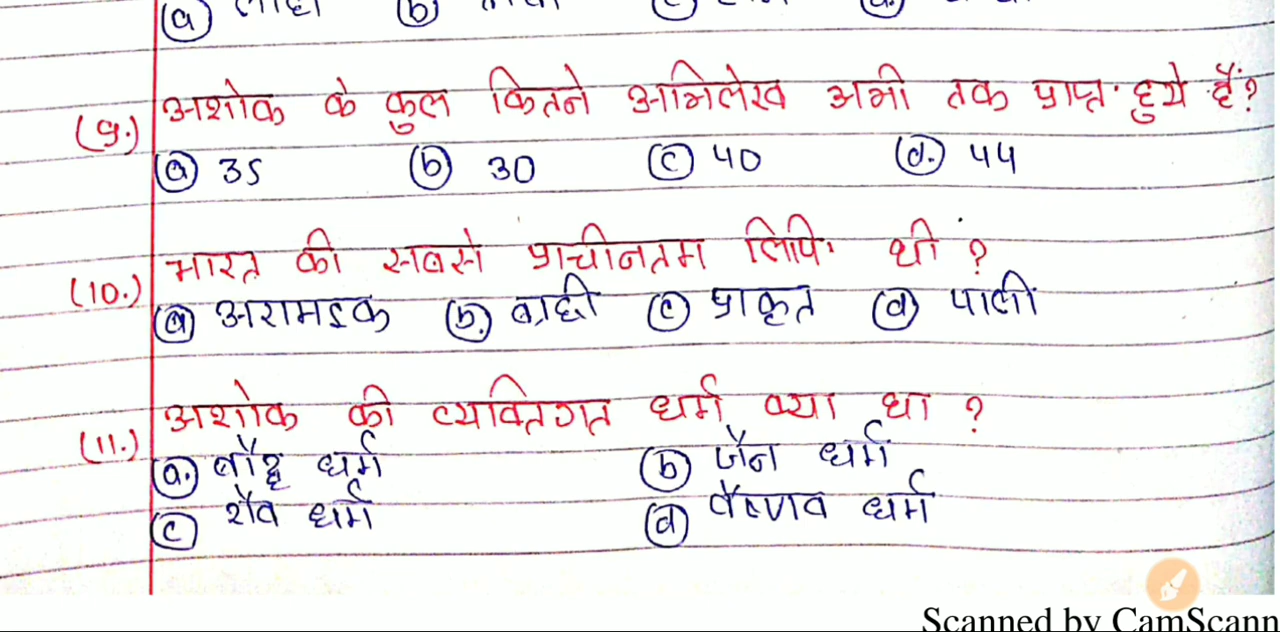 (a) (b) (c) (d.)
(9.) अशोक के कुल कितने अभिलेख अभी तक प्राप्त हुये हैं?
(a) 35 (b) 30 (c) 40 (d.) 44
(10.) भारत की सबसे प्राचीनतम लिपि थी ?
(a) अरामइक (b.) ब्राह्मी (c) प्राकृत (d) पाली
(11.) अशोक की व्यक्तिगत धर्म क्या था ?
(a.) बौद्ध धर्म (b) जैन धर्म
(c) शैव धर्म (d) वैष्णव धर्म
Scanned by CamScann